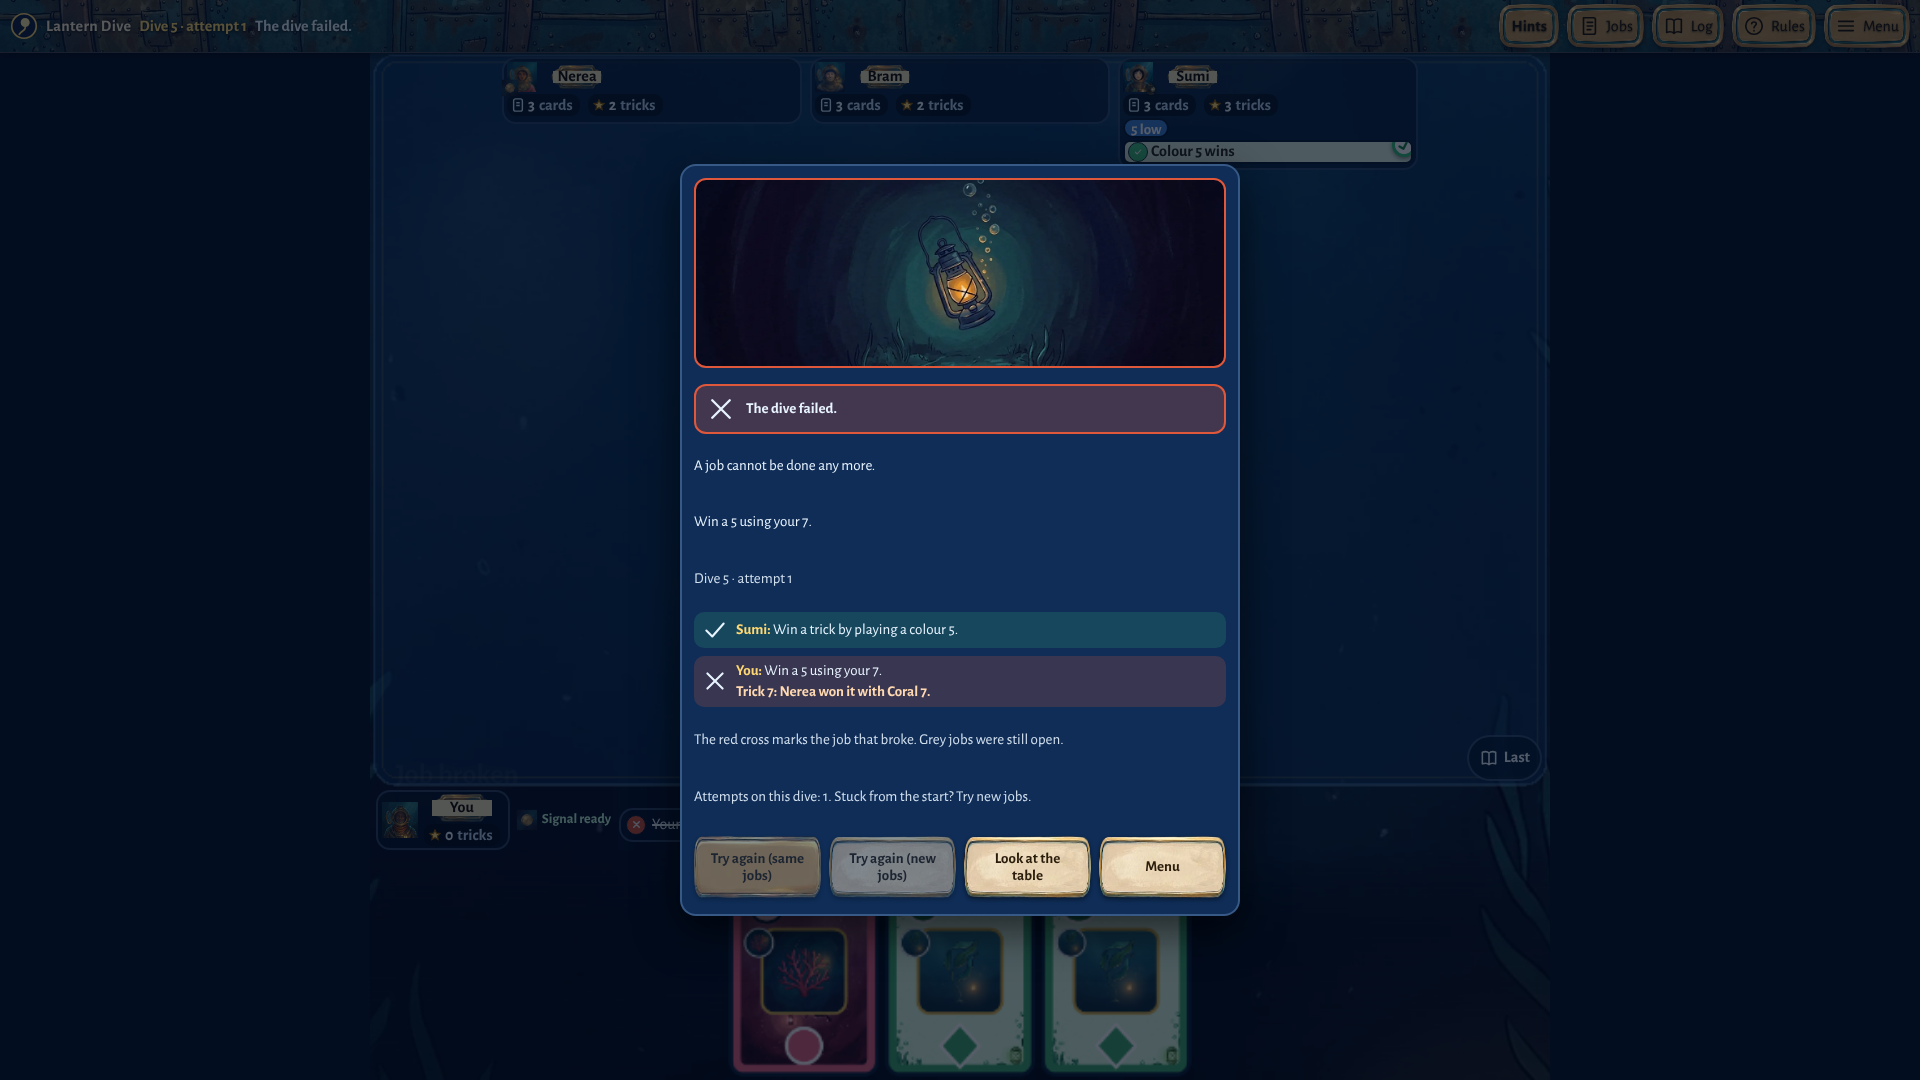 Lantern Dive Dive 5 · attempt 1 The dive failed.
Hints Jobs Log Rules Menu
Nerea
3 cards 2 tricks
Bram
3 cards 2 tricks
Sumi
3 cards 3 tricks
5 low
Colour 5 wins
The dive failed.
A job cannot be done any more.
Win a 5 using your 7.
Dive 5 · attempt 1
Sumi: Win a trick by playing a colour 5.
You: Win a 5 using your 7.
Trick 7: Nerea won it with Coral 7.
The red cross marks the job that broke. Grey jobs were still open.
Attempts on this dive: 1. Stuck from the start? Try new jobs.
Try again (same jobs)
Try again (new jobs)
Look at the table
Menu
Last
Job broken
You
0 tricks
Signal ready
Your